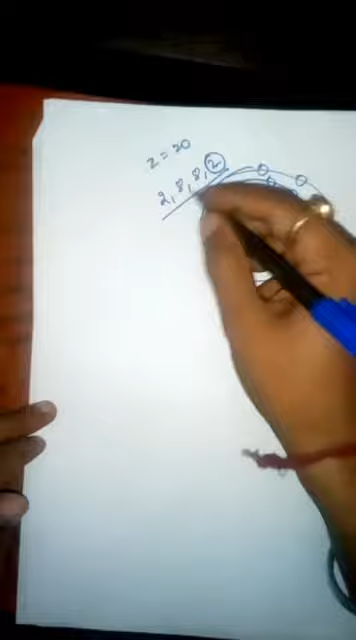 Z = 20
2, 8, 8, 2